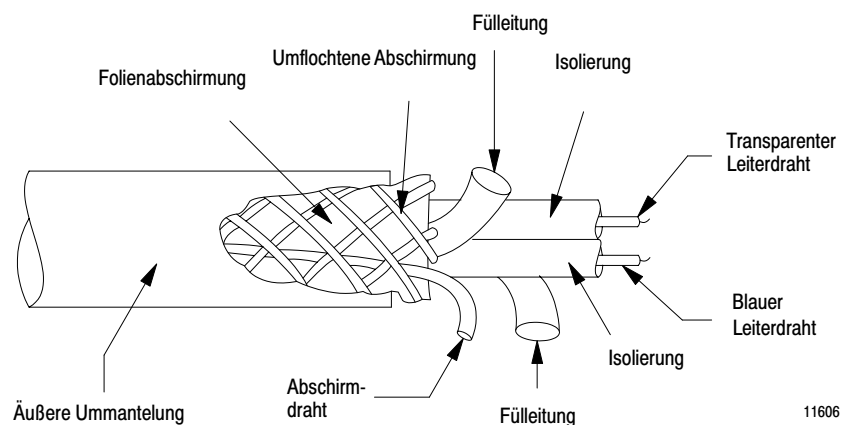 Fülleitung
Umflochtene Abschirmung
Isolierung
Folienabschirmung
Transparenter
Leiterdraht
Blauer
Leiterdraht
Isolierung
Abschirm-
draht
Äußere Ummantelung
Fülleitung
11606